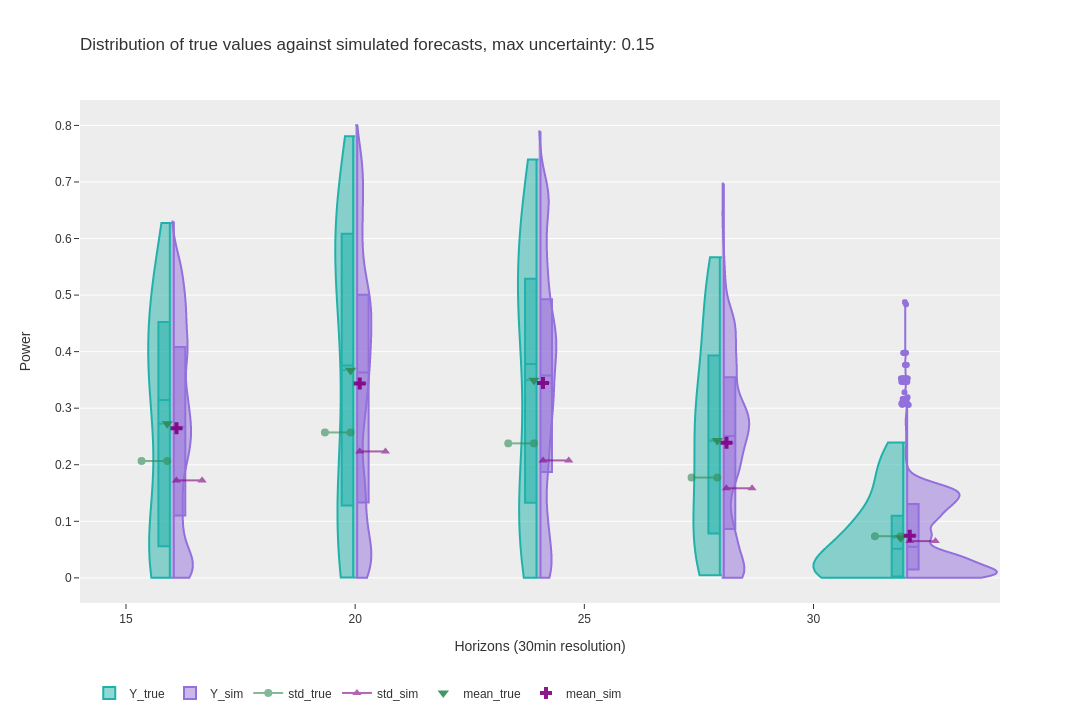 Distribution of true values against simulated forecasts, max uncertainty: 0.15
0.8
0.7
0.6
0.5
0.4
0.3
0.2
0.1
0
Power
15 20 25 30
Horizons (30min resolution)
Y_true Y_sim std_true std_sim mean_true mean_sim